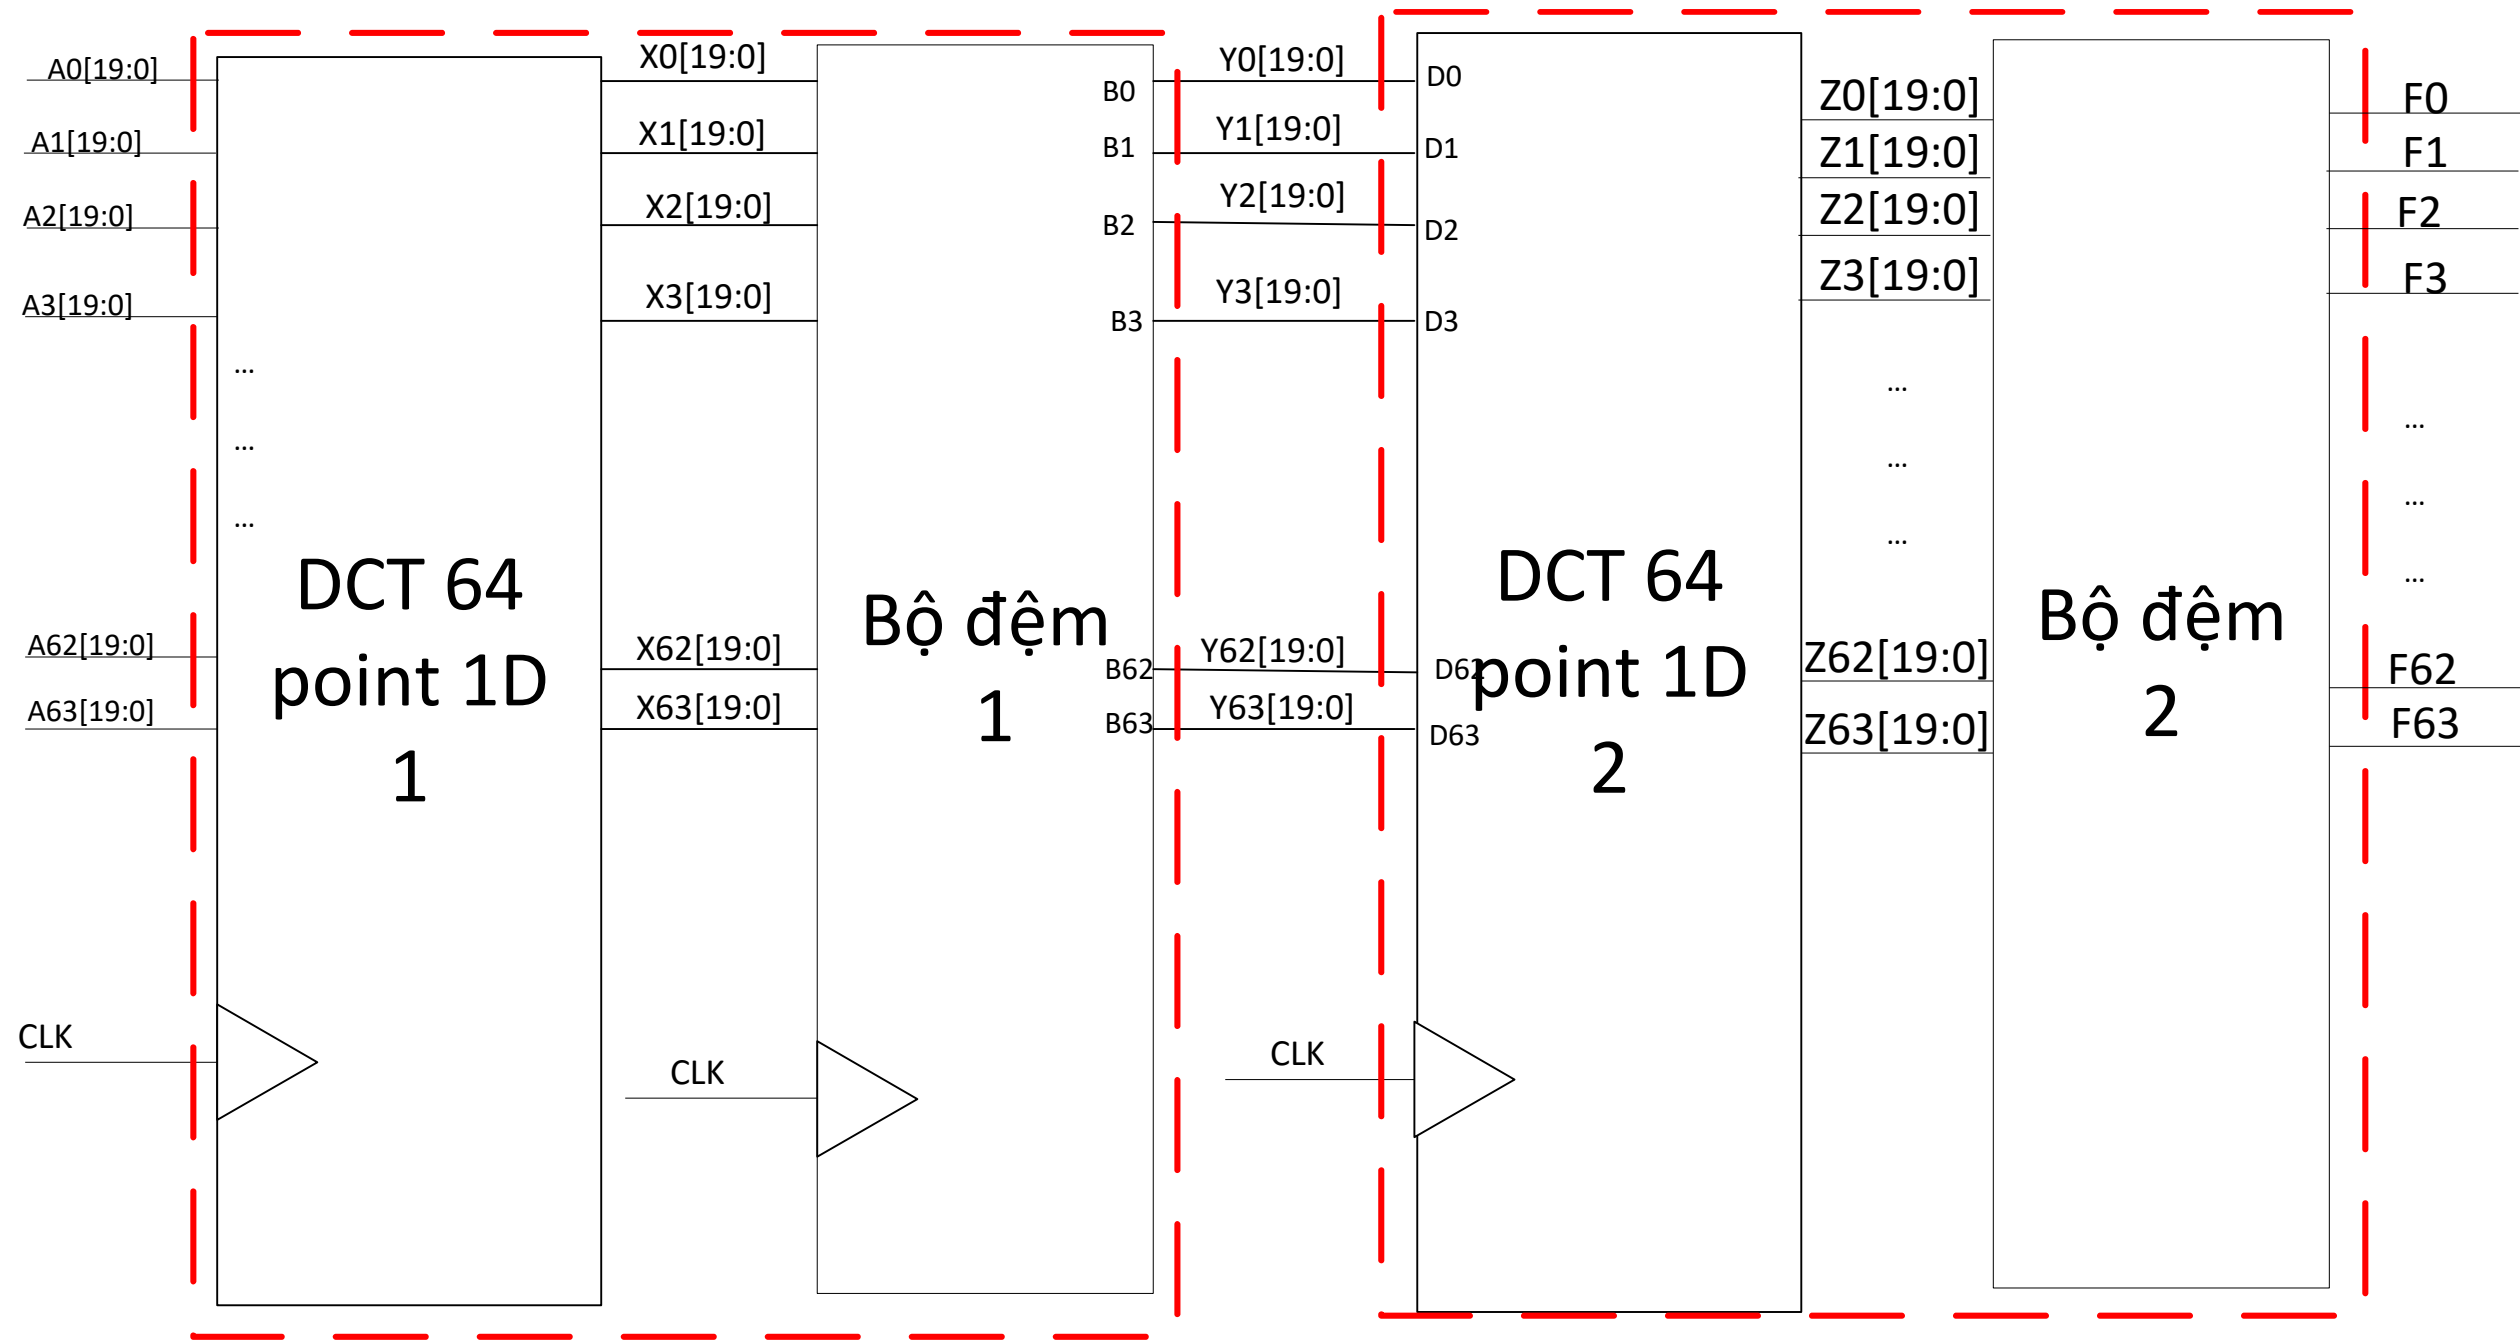 A0[19:0]
A1[19:0]
A2[19:0]
A3[19:0]
...
...
...
A62[19:0]
A63[19:0]
CLK
DCT 64
point 1D
1
X0[19:0]
X1[19:0]
X2[19:0]
X3[19:0]
X62[19:0]
X63[19:0]
CLK
Bộ đệm
1
B0
B1
B2
B3
B62
B63
Y0[19:0]
Y1[19:0]
Y2[19:0]
Y3[19:0]
Y62[19:0]
Y63[19:0]
CLK
D0
D1
D2
D3
D62
D63
DCT 64
point 1D
2
Z0[19:0]
Z1[19:0]
Z2[19:0]
Z3[19:0]
...
...
...
Z62[19:0]
Z63[19:0]
Bộ đệm
2
F0
F1
F2
F3
...
...
...
F62
F63